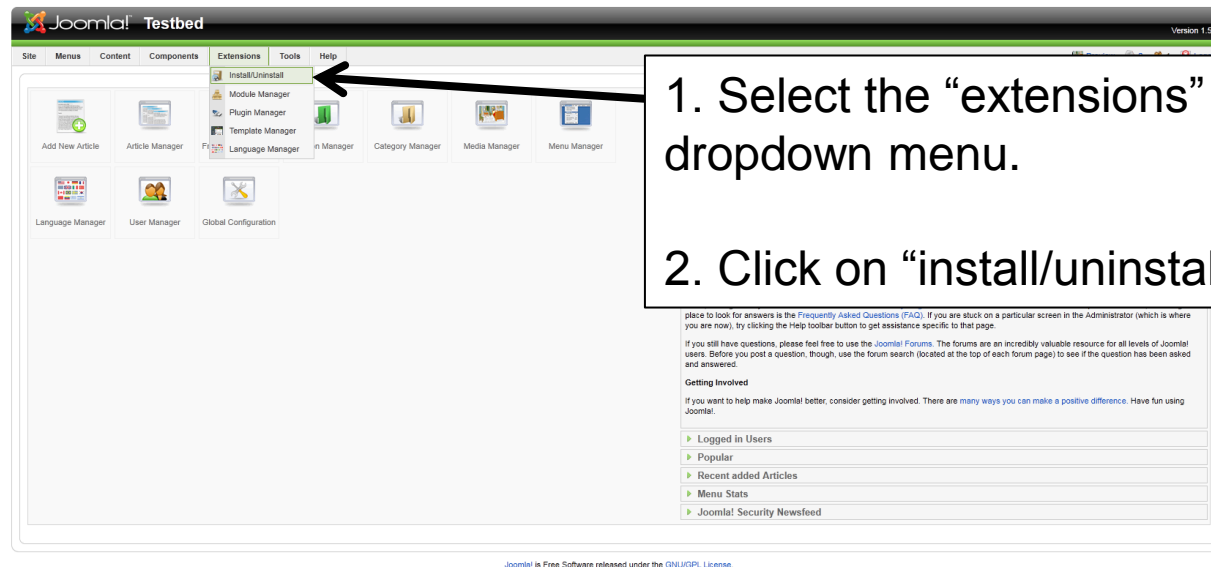 Joomla! Testbed
Version 1.5
Site Menus Content Components Extensions Tools Help
Install/Uninstall
Module Manager
Plugin Manager
Template Manager
Language Manager
1. Select the “extensions”
dropdown menu.
2. Click on “install/uninstal
Add New Article Article Manager Manager Category Manager Media Manager Menu Manager
Language Manager User Manager Global Configuration
place to look for answers is the Frequently Asked Questions (FAQ). If you are stuck on a particular screen in the Administrator (which is where
you are now), try clicking the Help toolbar button to get assistance specific to that page.
If you still have questions, please feel free to use the Joomla! Forums. The forums are an incredibly valuable resource for all levels of Joomla!
users. Before you post a question, though, use the forum search (located at the top of each forum page) to see if the question has been asked
and answered.
Getting Involved
If you want to help make Joomla! better, consider getting involved. There are many ways you can make a positive difference. Have fun using
Joomla!.
Logged in Users
Popular
Recent added Articles
Menu Stats
Joomla! Security Newsfeed
Joomla! is Free Software released under the GNU/GPL License